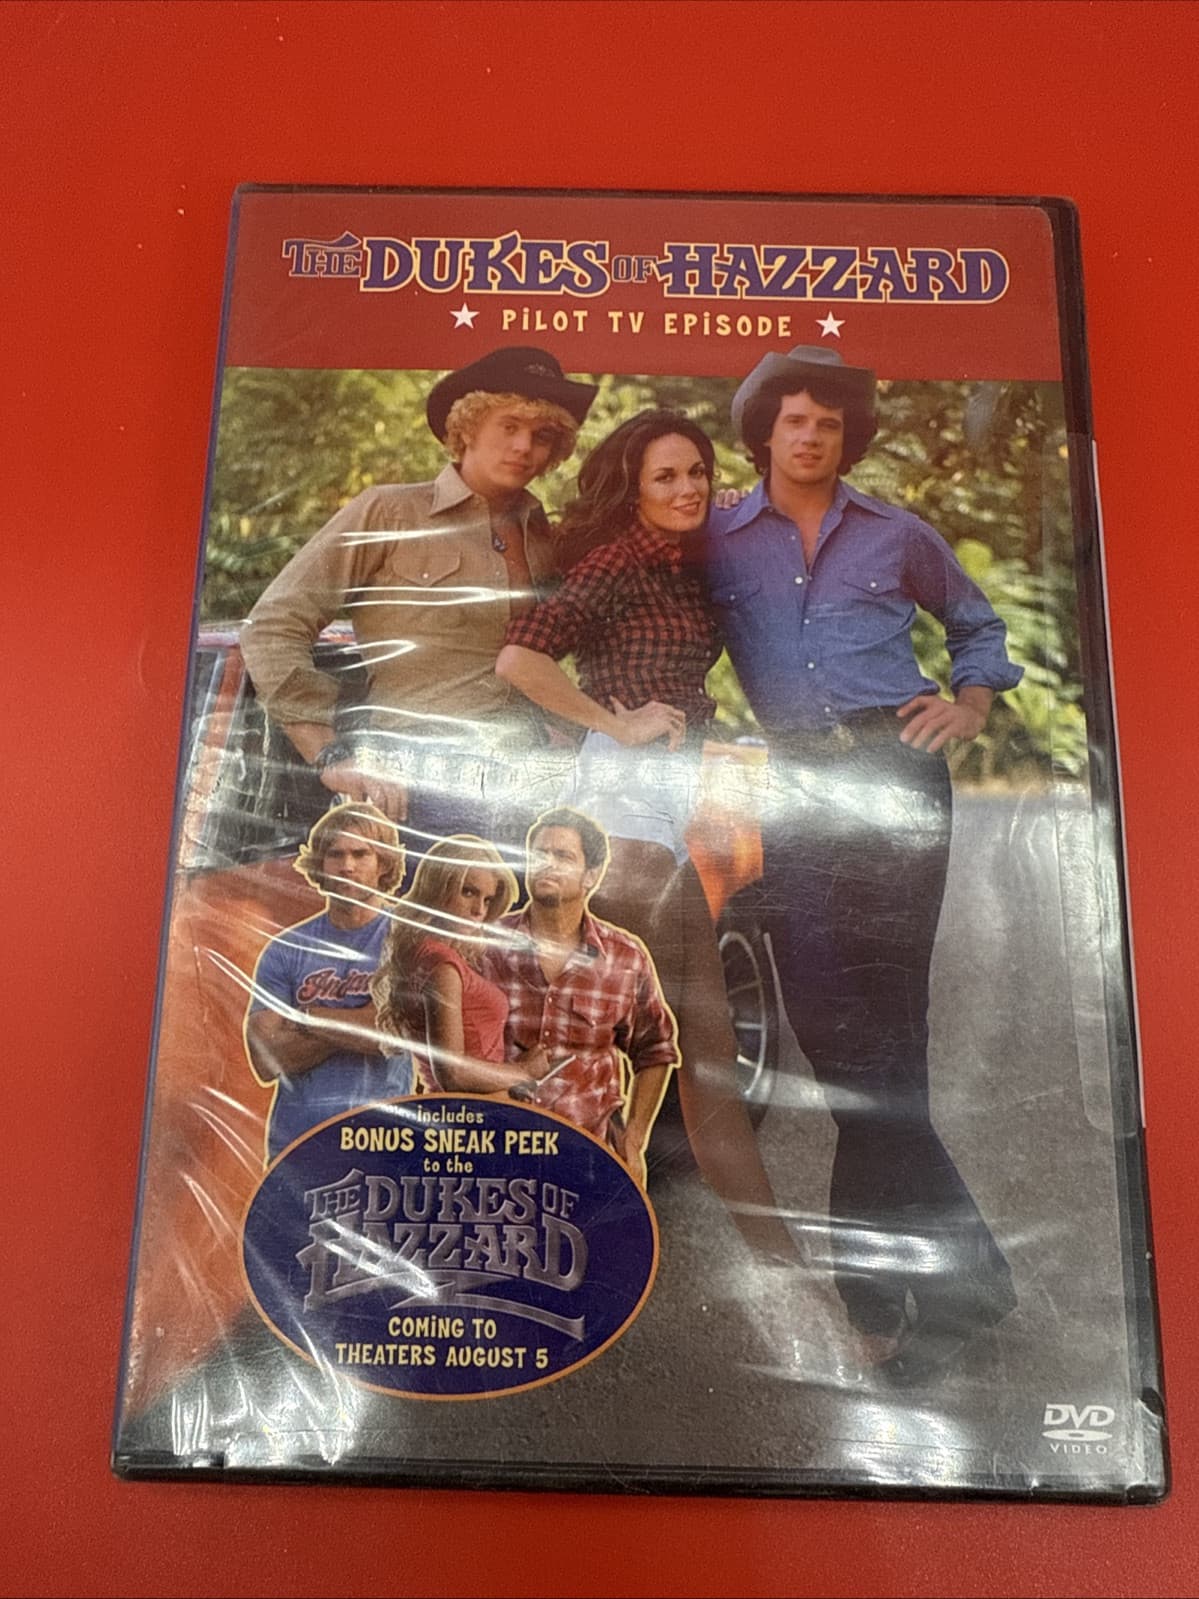 THE DUKES OF HAZZARD
★ PiLOT TV EPiSODE ★
includes
BONUS SNEAK PEEK
to the
THE DUKES OF
HAZZARD
COMiNG TO
THEATERS AUGUST 5
DVD
VIDEO